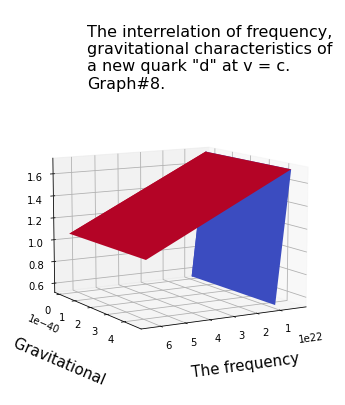 The interrelation of frequency,
gravitational characteristics of
a new quark "d" at v = c.
Graph#8.
1.6
1.4
1.2
1.0
0.8
0.6
0
1
2
3
4
1e−40
Gravitational
6
5
4
3
2
1
1e22
The frequency